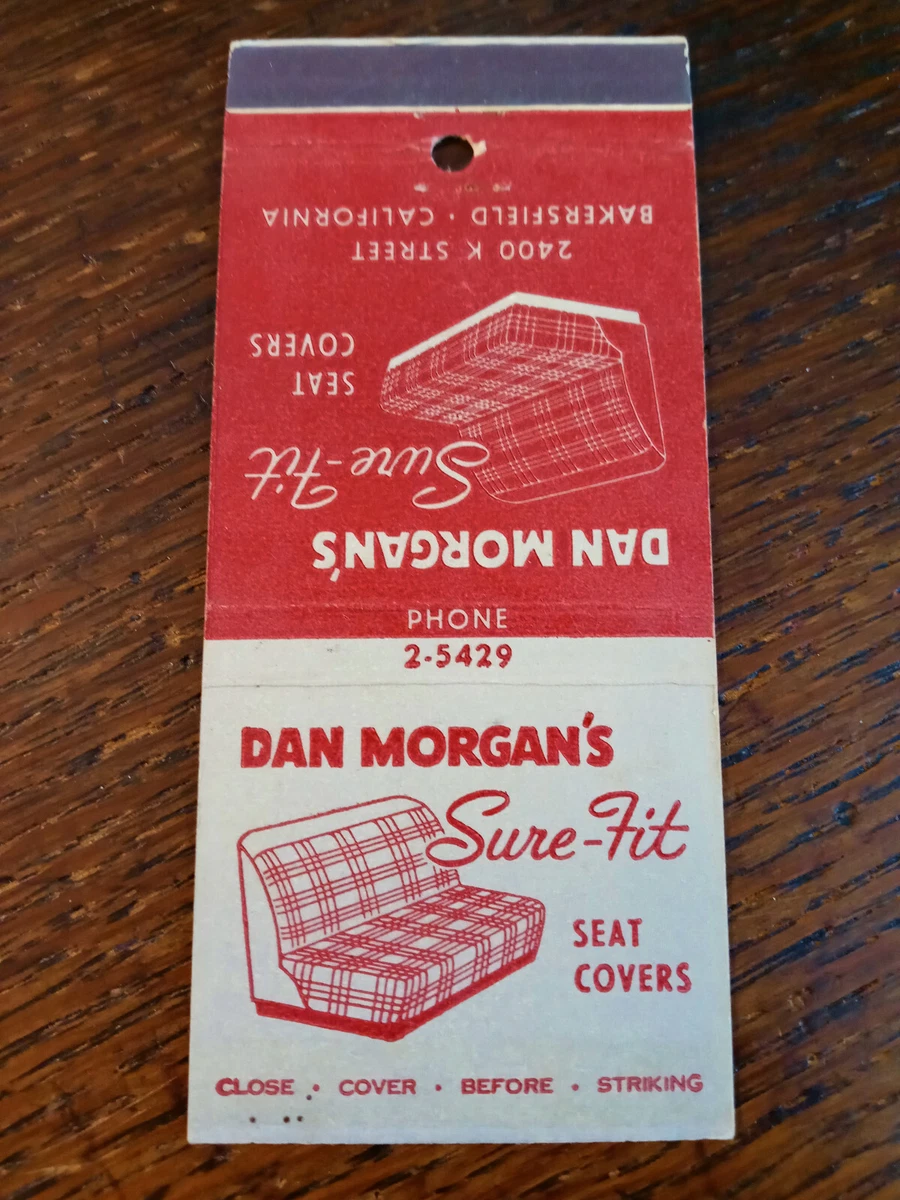 BAKERSFIELD · CALIFORNIA
2400 K STREET
SEAT
COVERS
Sure-Fit
DAN MORGAN'S
PHONE
2-5429
DAN MORGAN'S
Sure-Fit
SEAT
COVERS
CLOSE · COVER · BEFORE · STRIKING